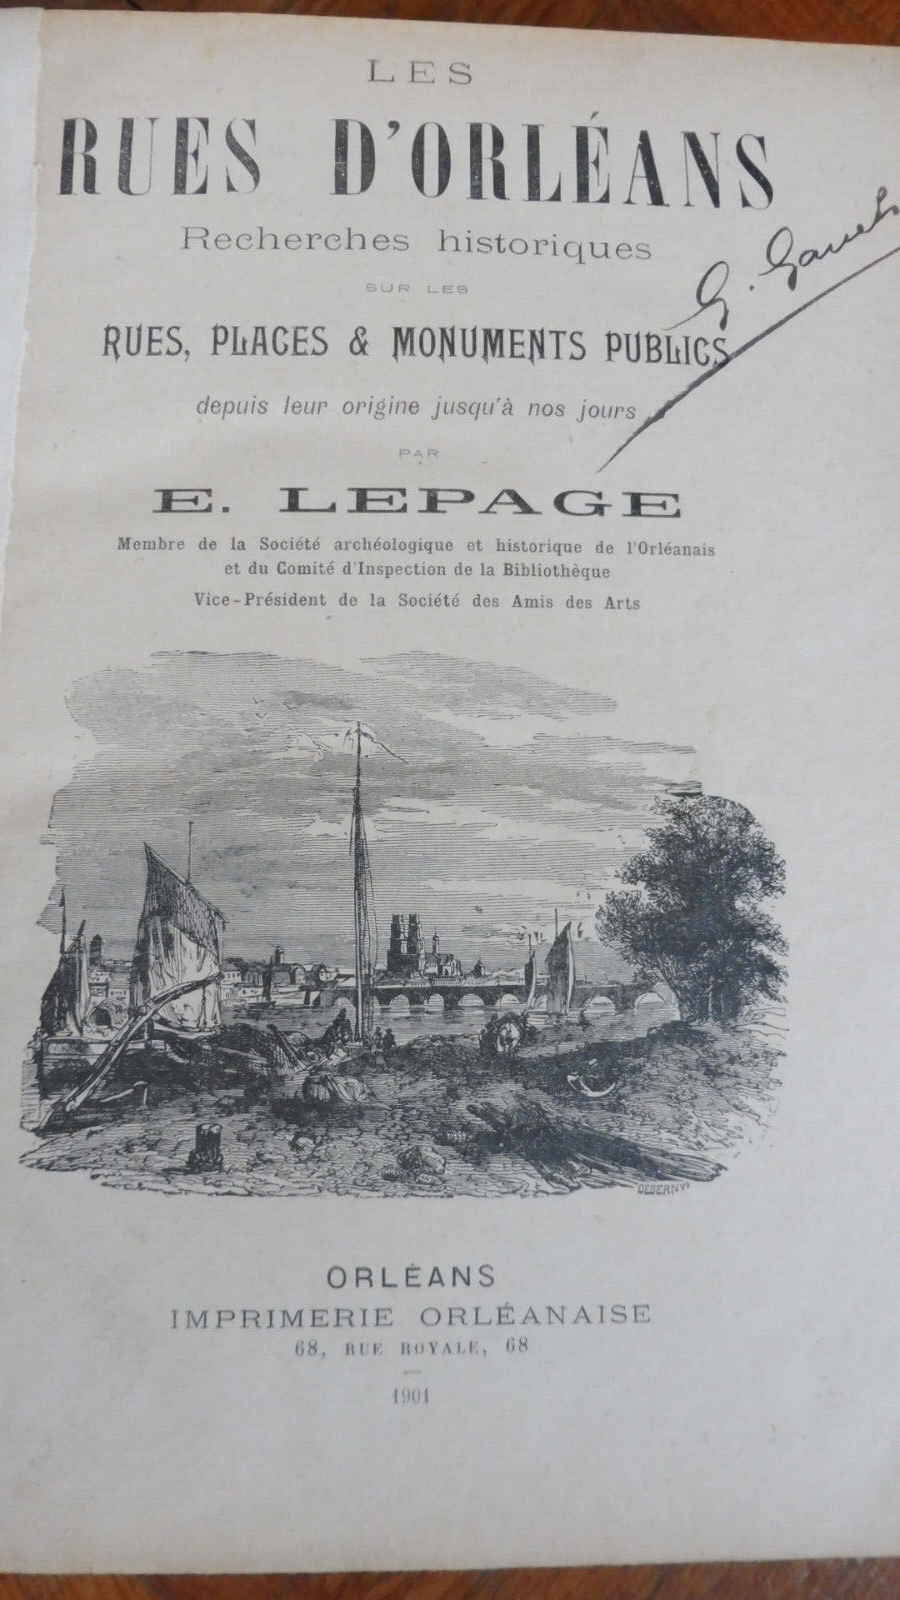 LES
RUES D'ORLÉANS
Recherches historiques
SUR LES
RUES, PLACES & MONUMENTS PUBLICS
depuis leur origine jusqu'à nos jours
PAR
E. LEPAGE
Membre de la Société archéologique et historique de l'Orléanais
et du Comité d'Inspection de la Bibliothèque
Vice-Président de la Société des Amis des Arts
G.
ORLÉANS
IMPRIMERIE ORLÉANAISE
68, RUE ROYALE, 68
1901